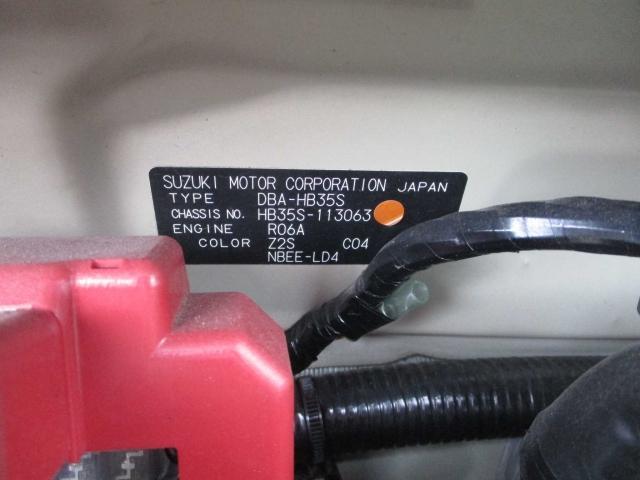 SUZUKI MOTOR CORPORATION JAPAN
TYPE DBA-HB35S
CHASSIS NO. HB35S-113063
ENGINE R06A
COLOR Z2S C04
NBEE-LD4